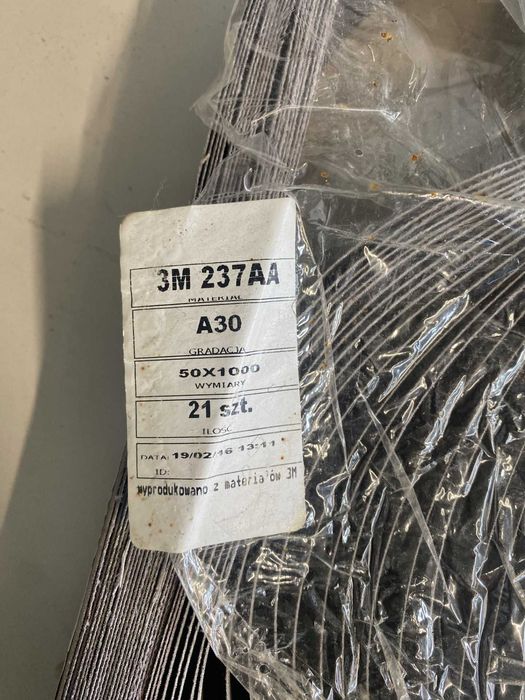 3M 237AA
MATERIAŁ
A30
GRADACJA
50X1000
WYMIARY
21 szt.
ILOŚĆ
DATA: 19/02/16 13:11
ID:
wyprodukowano z materiałów 3M